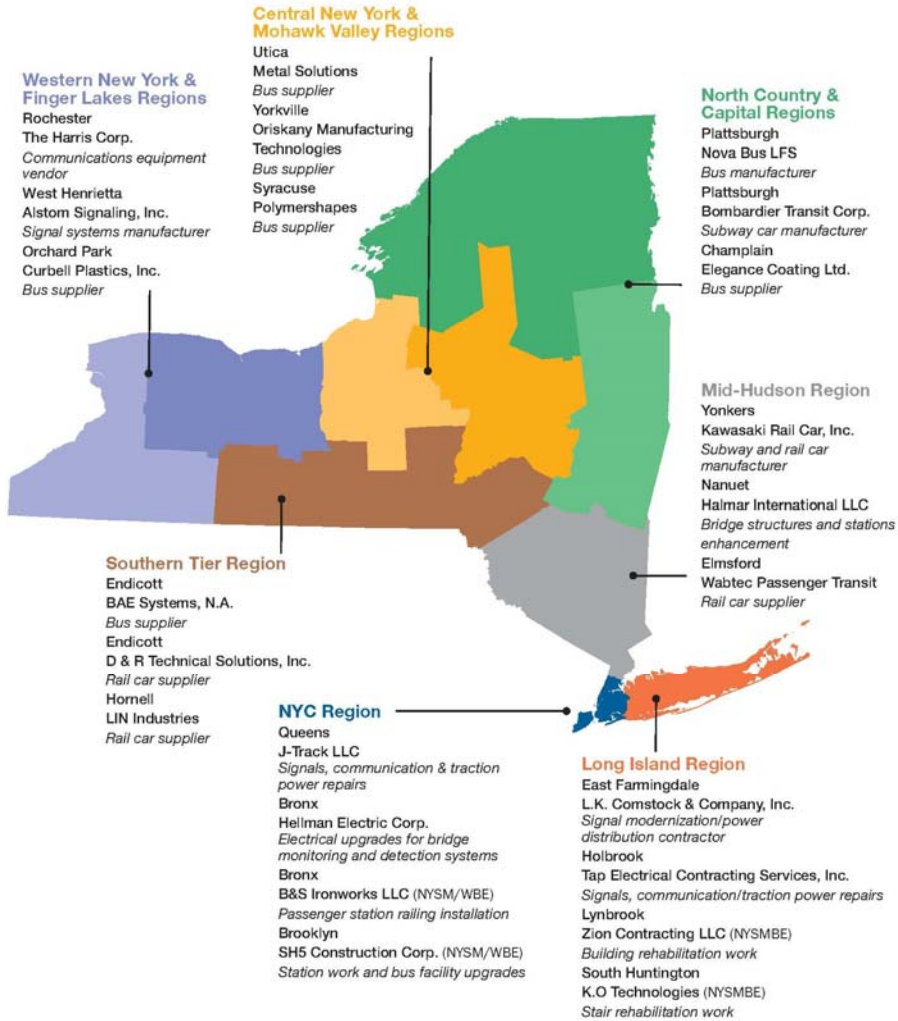 Central New York &
Mohawk Valley Regions
Utica
Metal Solutions
Bus supplier
Yorkville
Oriskany Manufacturing
Technologies
Bus supplier
Syracuse
Polymershapes
Bus supplier
Western New York &
Finger Lakes Regions
Rochester
The Harris Corp.
Communications equipment
vendor
West Henrietta
Alstom Signaling, Inc.
Signal systems manufacturer
Orchard Park
Curbell Plastics, Inc.
Bus supplier
North Country &
Capital Regions
Plattsburgh
Nova Bus LFS
Bus manufacturer
Plattsburgh
Bombardier Transit Corp.
Subway car manufacturer
Champlain
Elegance Coating Ltd.
Bus supplier
Mid-Hudson Region
Yonkers
Kawasaki Rail Car, Inc.
Subway and rail car
manufacturer
Nanuet
Halmar International LLC
Bridge structures and stations
enhancement
Elmsford
Wabtec Passenger Transit
Rail car supplier
Southern Tier Region
Endicott
BAE Systems, N.A.
Bus supplier
Endicott
D & R Technical Solutions, Inc.
Rail car supplier
Hornell
LIN Industries
Rail car supplier
NYC Region
Queens
J-Track LLC
Signals, communication & traction
power repairs
Bronx
Hellman Electric Corp.
Electrical upgrades for bridge
monitoring and detection systems
Bronx
B&S Ironworks LLC (NYSM/WBE)
Passenger station railing installation
Brooklyn
SH5 Construction Corp. (NYSM/WBE)
Station work and bus facility upgrades
Long Island Region
East Farmingdale
L.K. Comstock & Company, Inc.
Signal modernization/power
distribution contractor
Holbrook
Tap Electrical Contracting Services, Inc.
Signals, communication/traction power repairs
Lynbrook
Zion Contracting LLC (NYSMBE)
Building rehabilitation work
South Huntington
K.O Technologies (NYSMBE)
Stair rehabilitation work